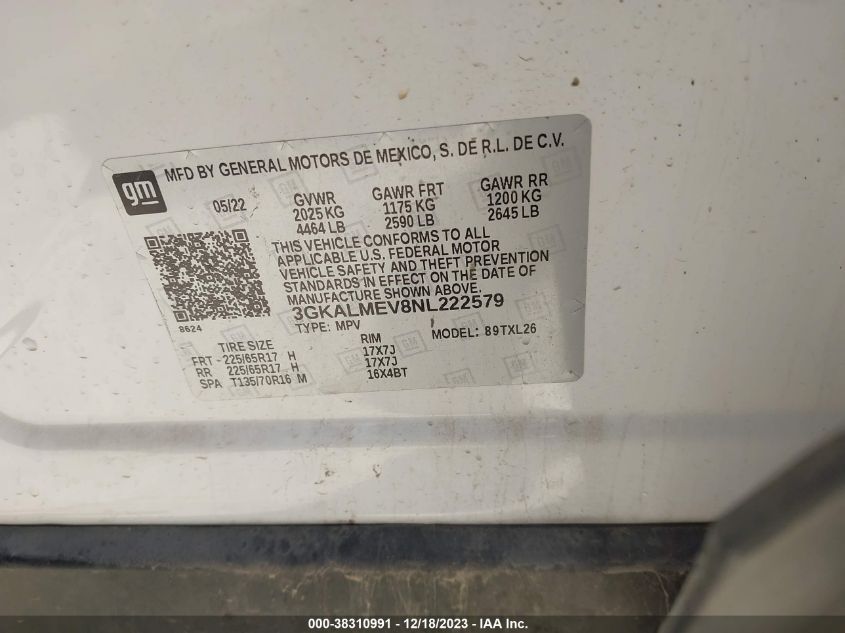 MFD BY GENERAL MOTORS DE MEXICO, S. DE R.L. DE C.V.
gm
05/22 GVWR GAWR FRT GAWR RR
2025 KG 1175 KG 1200 KG
4464 LB 2590 LB 2645 LB
THIS VEHICLE CONFORMS TO ALL
APPLICABLE U.S. FEDERAL MOTOR
VEHICLE SAFETY AND THEFT PREVENTION
STANDARDS IN EFFECT ON THE DATE OF
MANUFACTURE SHOWN ABOVE.
3GKALMEV8NL222579
8624
TYPE: MPV MODEL: 89TXL26
TIRE SIZE RIM
FRT - 225/65R17 H 17X7J
RR 225/65R17 H 17X7J
SPA T135/70R16 M 16X4BT
000-38310991 - 12/18/2023 - IAA Inc.